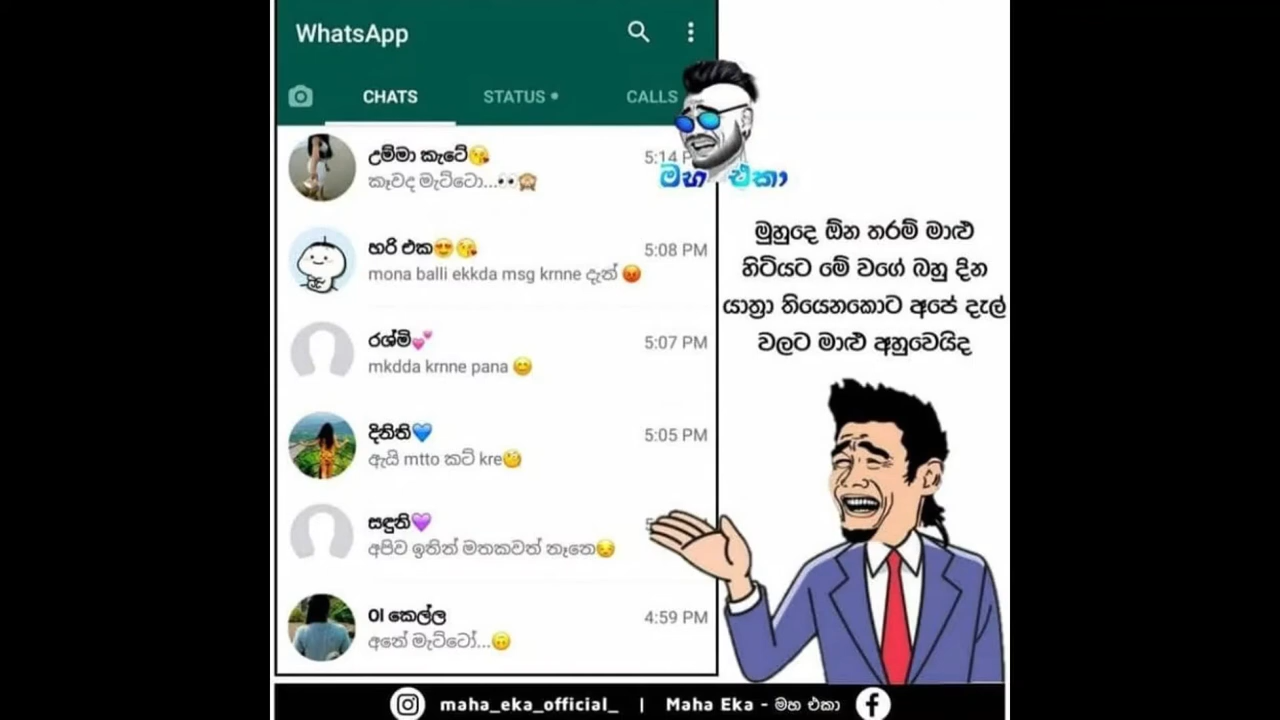 WhatsApp
CHATS STATUS CALLS
උම්මා කැටේ😘
5:14 P
කෑවද මැට්ටො...👀🙈
මහ එකා
හරි එක😍😘
5:08 PM
mona balli ekkda msg krnne දැන් 😡
රශ්මි💕
5:07 PM
mkdda krnne pana 😊
දිනිති💙
5:05 PM
ඇයි mtto කට් kre🧐
සඳුනි💜
අපිව ඉතින් මතකවත් නෑනෙ😔
Ol කෙල්ල
4:59 PM
අනේ මැට්ටෝ...🙃
මුහුදෙ ඕන තරම් මාළු
හිටියට මේ වගේ බහු දින
යාත්‍රා තියෙනකොට අපේ දැල්
වලට මාළු අහුවෙයිද
maha_eka_official_ | Maha Eka - මහ එකා